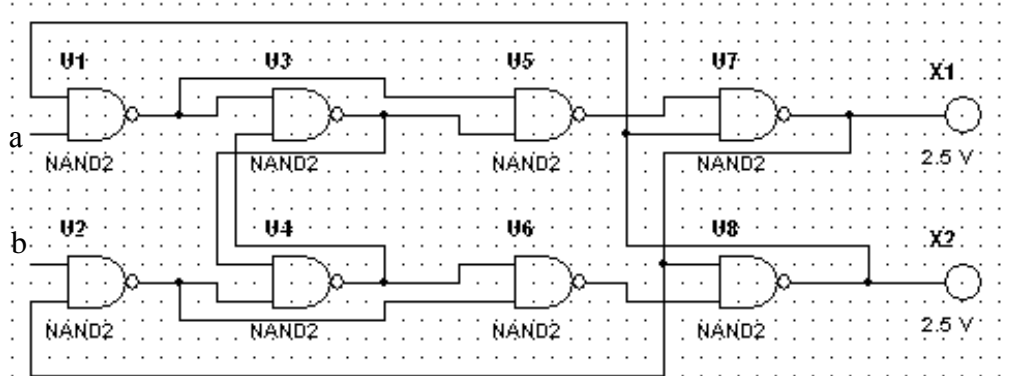 U1 U3 U5 U7 X1
a
NAND2 NAND2 NAND2 NAND2 2.5 V
b U2 U4 U6 U8 X2
NAND2 NAND2 NAND2 NAND2 2.5 V